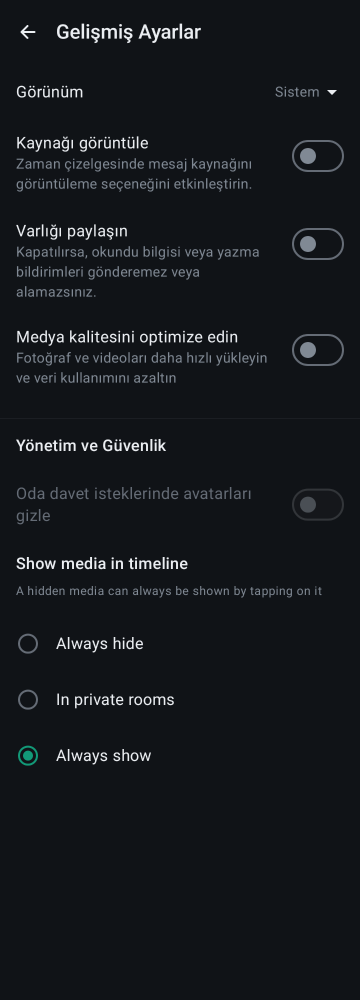 Gelişmiş Ayarlar
Görünüm
Sistem
Kaynağı görüntüle
Zaman çizelgesinde mesaj kaynağını
görüntüleme seçeneğini etkinleştirin.
Varlığı paylaşın
Kapatılırsa, okundu bilgisi veya yazma
bildirimleri gönderemez veya
alamazsınız.
Medya kalitesini optimize edin
Fotoğraf ve videoları daha hızlı yükleyin
ve veri kullanımını azaltın
Yönetim ve Güvenlik
Oda davet isteklerinde avatarları
gizle
Show media in timeline
A hidden media can always be shown by tapping on it
Always hide
In private rooms
Always show